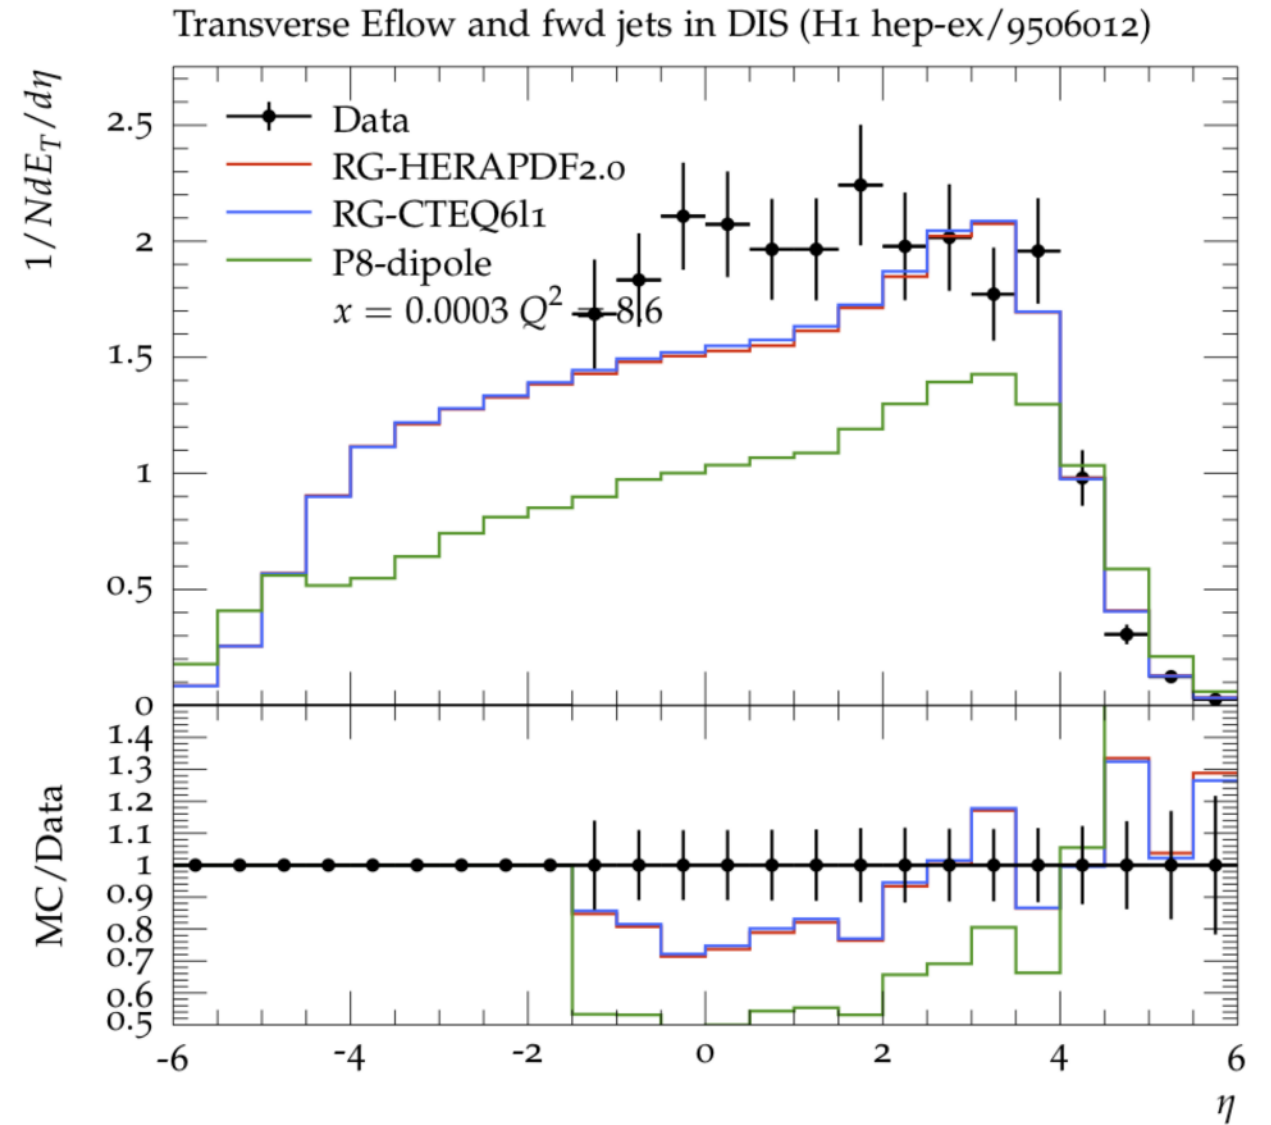 Transverse Eflow and fwd jets in DIS (H1 hep-ex/9506012)
1/NdE_T/dη
2.5
2
1.5
1
0.5
0
Data
RG-HERAPDF2.0
RG-CTEQ6l1
P8-dipole
x = 0.0003 Q² = 8.6
MC/Data
1.4
1.3
1.2
1.1
1
0.9
0.8
0.7
0.6
0.5
-6 -4 -2 0 2 4 6
η